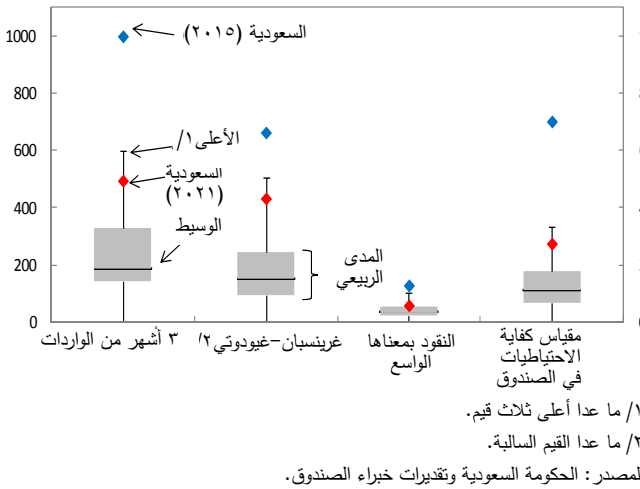 1000
800
600
400
200
0
السعودية (٢٠١٥)
الأعلى١/
السعودية
(٢٠٢١)
الوسيط
المدى
الربيعي
٣ أشهر من الواردات
غرينسبان-غيودوتي٢/
النقود بمعناها
الواسع
مقياس كفاية
الاحتياطيات
في الصندوق
١/ ما عدا أعلى ثلاث قيم.
٢/ ما عدا القيم السالبة.
المصدر: الحكومة السعودية وتقديرات خبراء الصندوق.